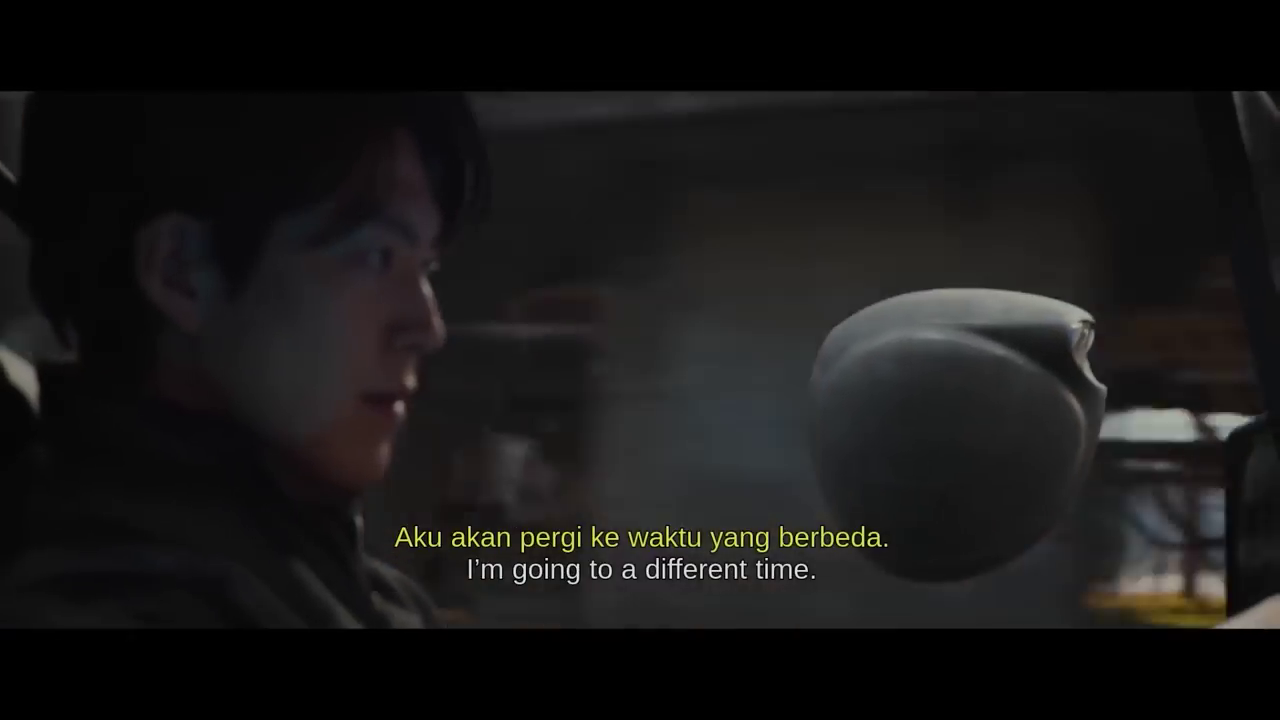 Aku akan pergi ke waktu yang berbeda.
I'm going to a different time.